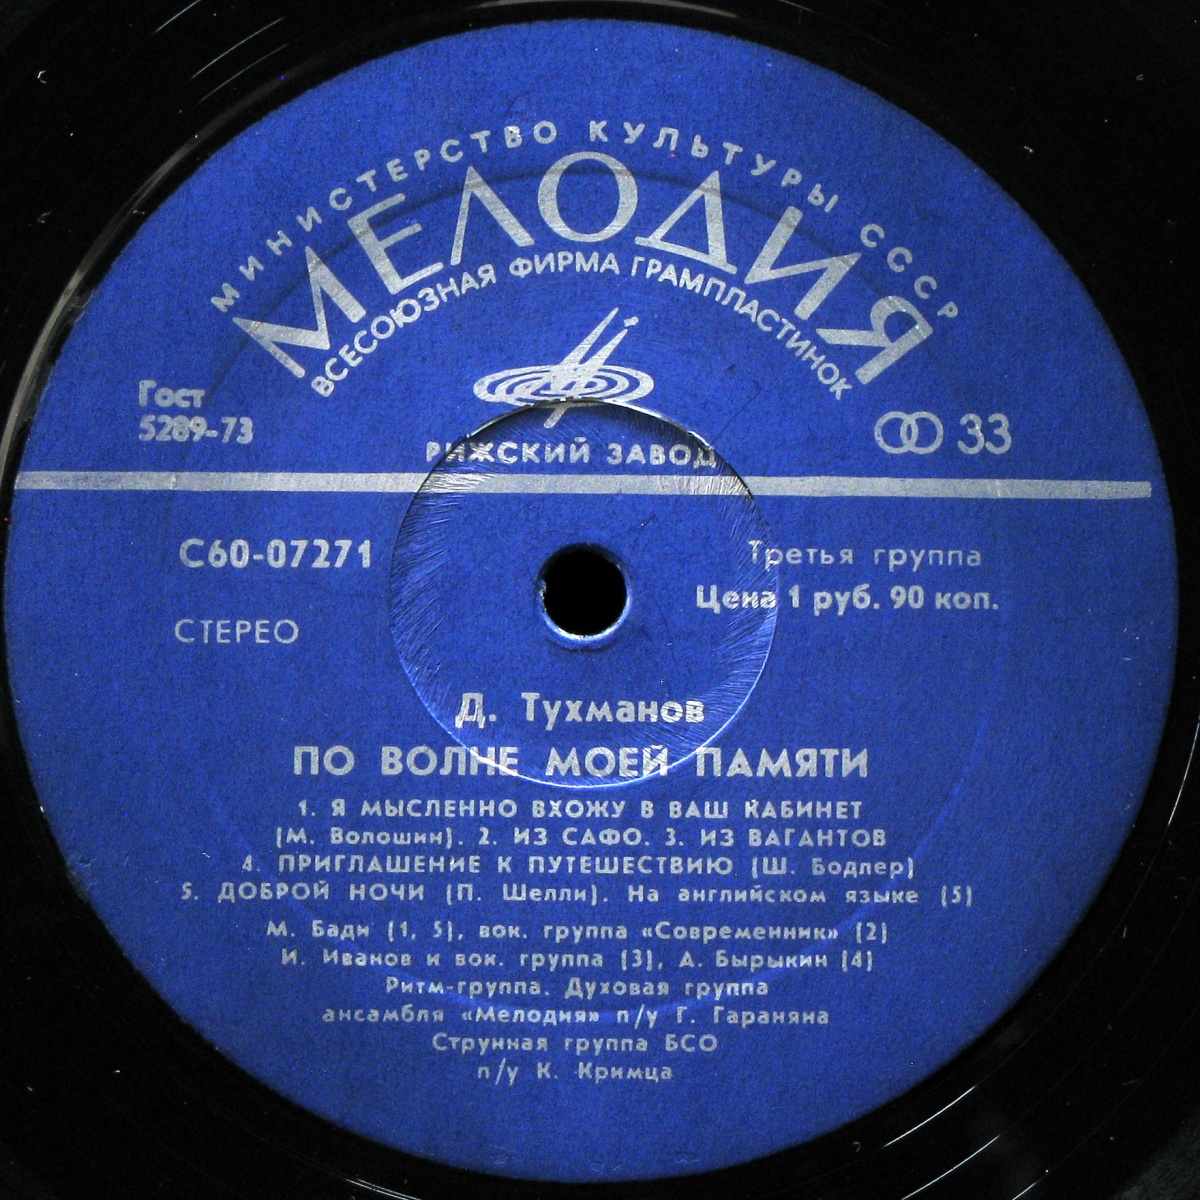 МИНИСТЕРСТВО КУЛЬТУРЫ СССР
МЕЛОДИЯ
ВСЕСОЮЗНАЯ ФИРМА ГРАМПЛАСТИНОК
Гост
5289-73
33
РИЖСКИЙ ЗАВОД
С60-07271
Третья группа
Цена 1 руб. 90 коп.
СТЕРЕО
Д. Тухманов
ПО ВОЛНЕ МОЕЙ ПАМЯТИ
1. Я МЫСЛЕННО ВХОЖУ В ВАШ КАБИНЕТ
(М. Волошин). 2. ИЗ САФО. 3. ИЗ ВАГАНТОВ
4. ПРИГЛАШЕНИЕ К ПУТЕШЕСТВИЮ (Ш. Бодлер)
5. ДОБРОЙ НОЧИ (П. Шелли). На английском языке (5)
М. Бади (1, 5), вок. группа «Современник» (2)
И. Иванов и вок. группа (3), А. Бырыкин (4)
Ритм-группа. Духовая группа
ансамбля «Мелодия» п/у Г. Гараняна
Струнная группа БСО
п/у К. Кримца